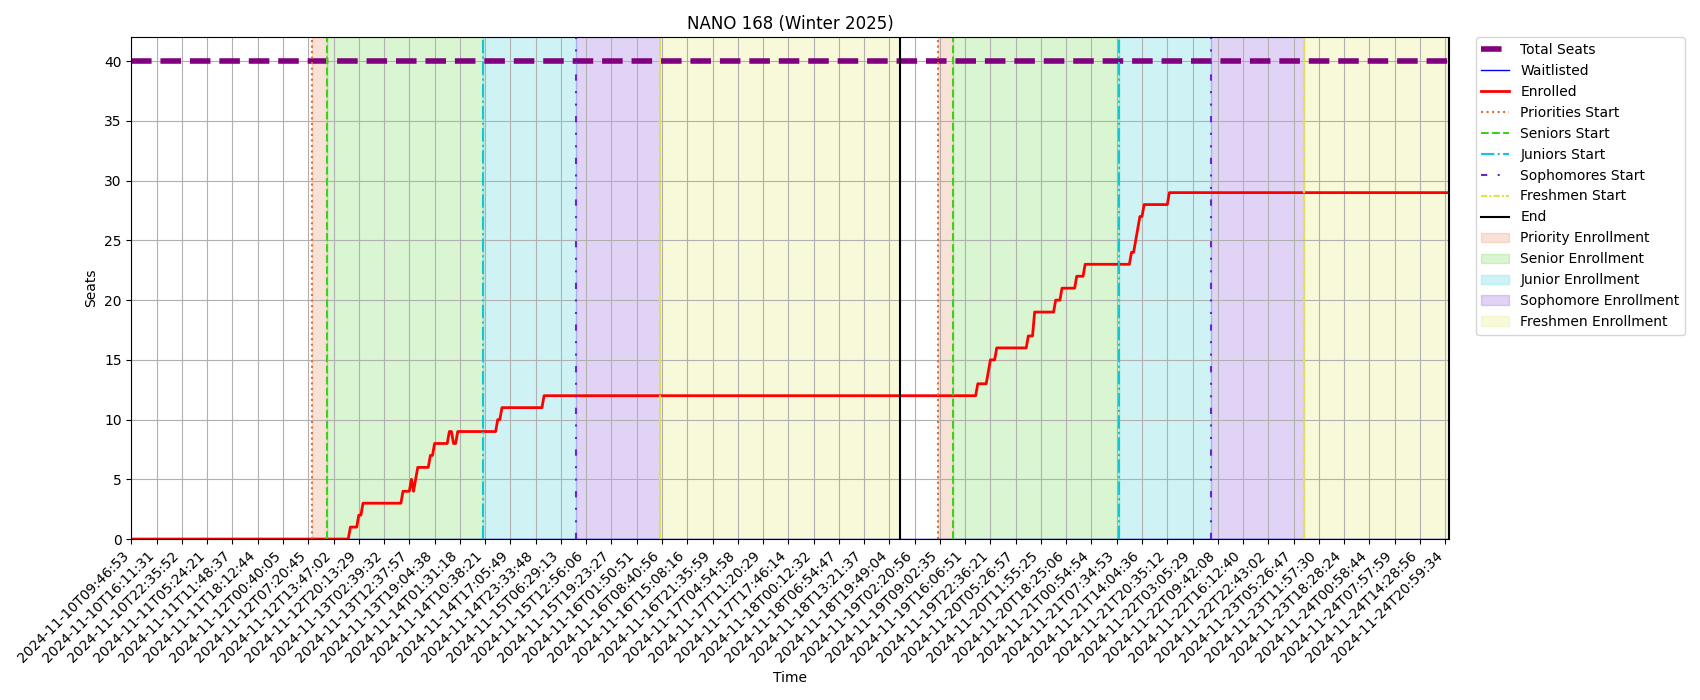 NANO 168 (Winter 2025)
40
35
30
25
20
15
10
5
0
Seats
2024-11-10T09:46:53
2024-11-10T16:11:31
2024-11-10T22:35:52
2024-11-11T05:24:21
2024-11-11T11:48:37
2024-11-11T18:12:44
2024-11-12T00:40:05
2024-11-12T07:20:45
2024-11-12T13:47:02
2024-11-12T20:13:29
2024-11-13T02:39:32
2024-11-13T12:37:57
2024-11-13T19:04:38
2024-11-14T01:31:18
2024-11-14T10:38:21
2024-11-14T17:05:49
2024-11-14T23:33:48
2024-11-15T06:29:13
2024-11-15T12:56:06
2024-11-15T19:23:27
2024-11-16T01:50:51
2024-11-16T08:40:56
2024-11-16T15:08:16
2024-11-16T21:35:59
2024-11-17T04:54:58
2024-11-17T11:20:29
2024-11-17T17:46:14
2024-11-18T00:12:32
2024-11-18T06:54:47
2024-11-18T13:21:37
2024-11-18T19:49:04
2024-11-19T02:20:56
2024-11-19T09:02:35
2024-11-19T16:06:51
2024-11-19T22:36:21
2024-11-20T05:26:57
2024-11-20T11:55:25
2024-11-20T18:25:06
2024-11-21T00:54:54
2024-11-21T07:34:53
2024-11-21T14:04:36
2024-11-21T20:35:12
2024-11-22T03:05:29
2024-11-22T09:42:08
2024-11-22T16:12:40
2024-11-22T22:43:02
2024-11-23T05:26:47
2024-11-23T11:57:30
2024-11-23T18:28:24
2024-11-24T00:58:44
2024-11-24T07:57:59
2024-11-24T14:28:56
2024-11-24T20:59:34
Time
Total Seats
Waitlisted
Enrolled
Priorities Start
Seniors Start
Juniors Start
Sophomores Start
Freshmen Start
End
Priority Enrollment
Senior Enrollment
Junior Enrollment
Sophomore Enrollment
Freshmen Enrollment